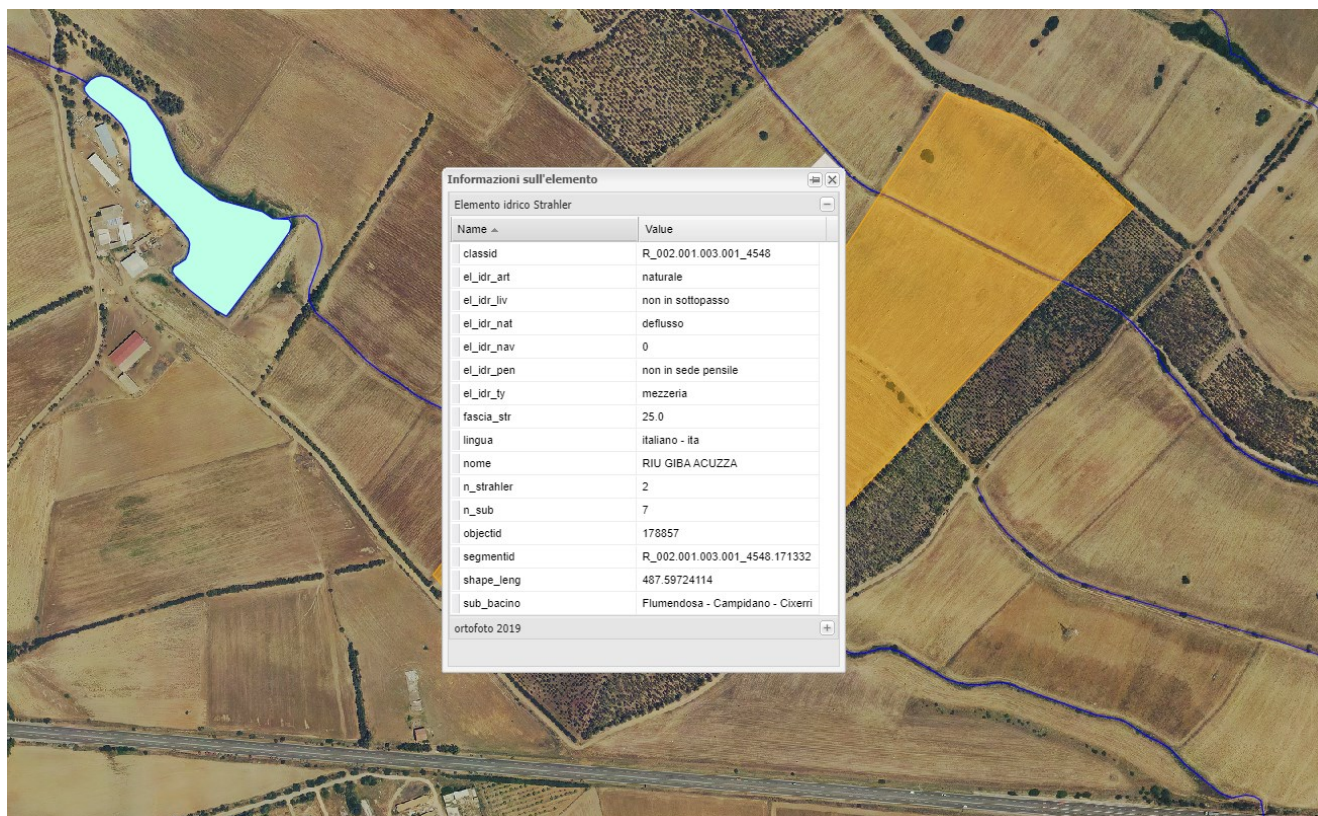 Informazioni sull'elemento
Elemento idrico Strahler
Name Value
classid R_002.001.003.001_4548
el_idr_art naturale
el_idr_liv non in sottopasso
el_idr_nat deflusso
el_idr_nav 0
el_idr_pen non in sede pensile
el_idr_ty mezzeria
fascia_str 25.0
lingua italiano - ita
nome RIU GIBA ACUZZA
n_strahler 2
n_sub 7
objectid 178857
segmentid R_002.001.003.001_4548.171332
shape_leng 487.59724114
sub_bacino Flumendosa - Campidano - Cixerri
ortofoto 2019